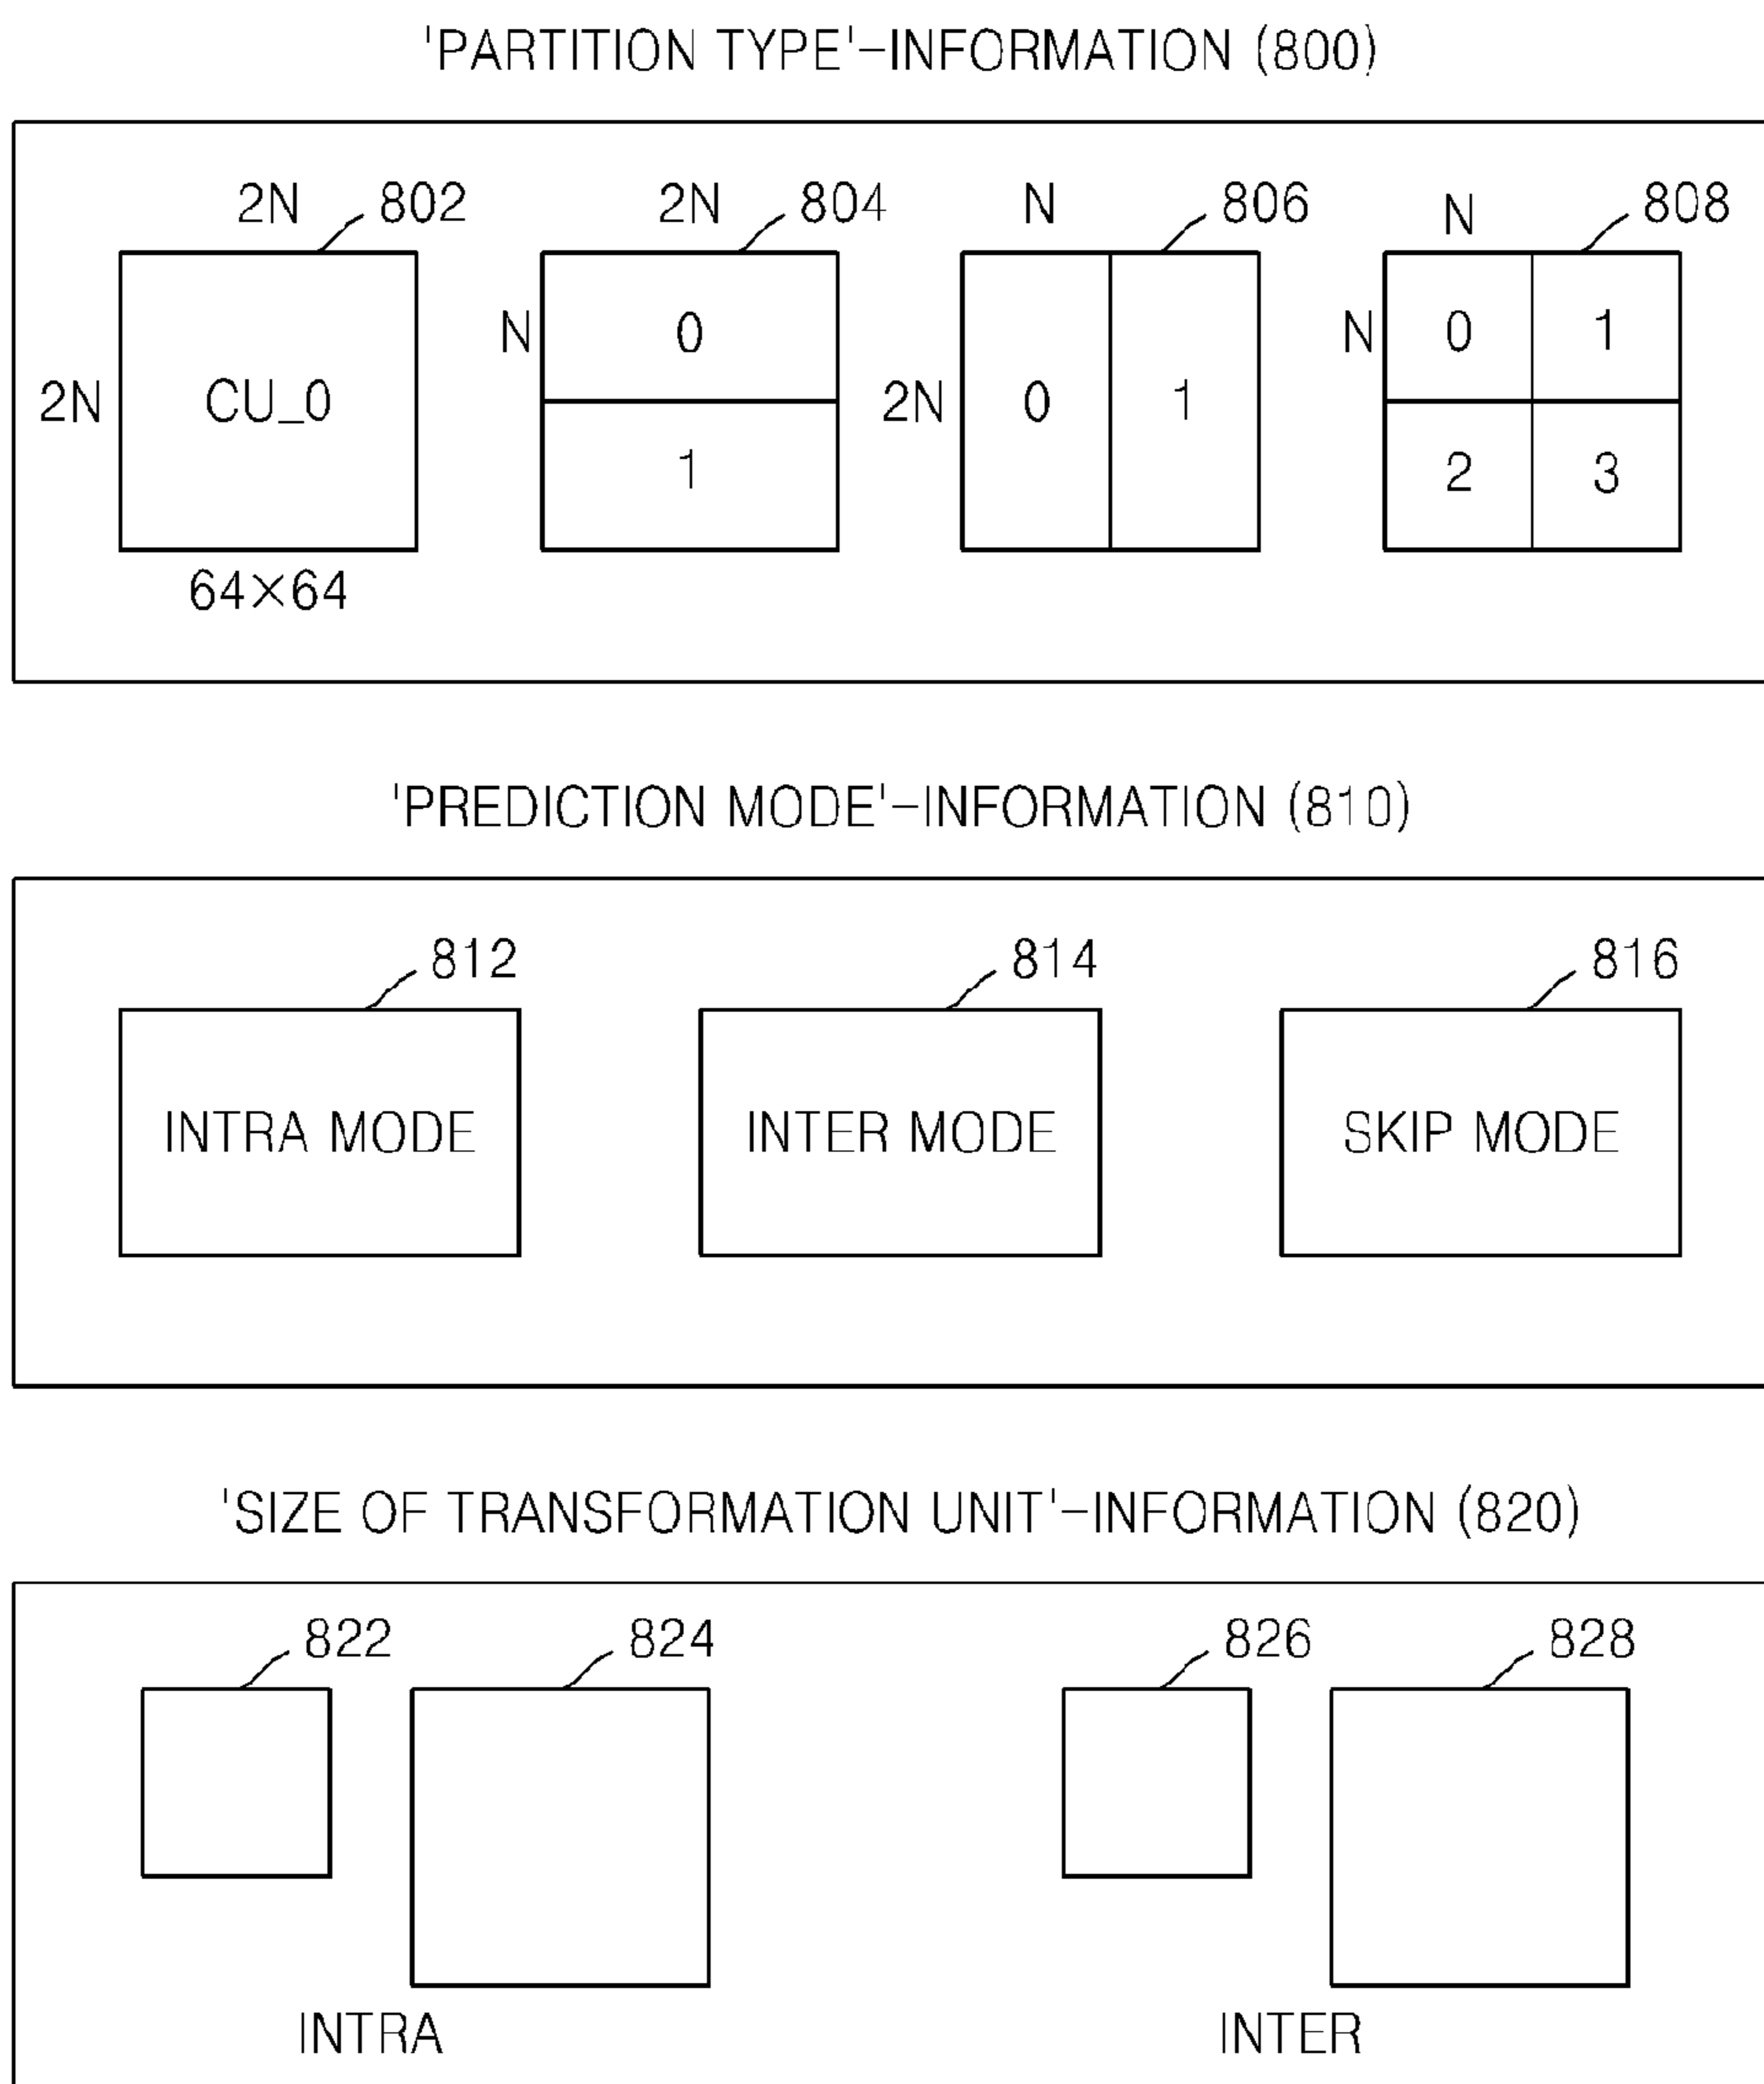 'PARTITION TYPE'-INFORMATION (800)
2N 802 2N 804 N 806 N 808
N 0 N 0 1
2N CU_0 2N 0 1
1 2 3
64×64
'PREDICTION MODE'-INFORMATION (810)
812 814 816
INTRA MODE INTER MODE SKIP MODE
'SIZE OF TRANSFORMATION UNIT'-INFORMATION (820)
822 824 826 828
INTRA INTER